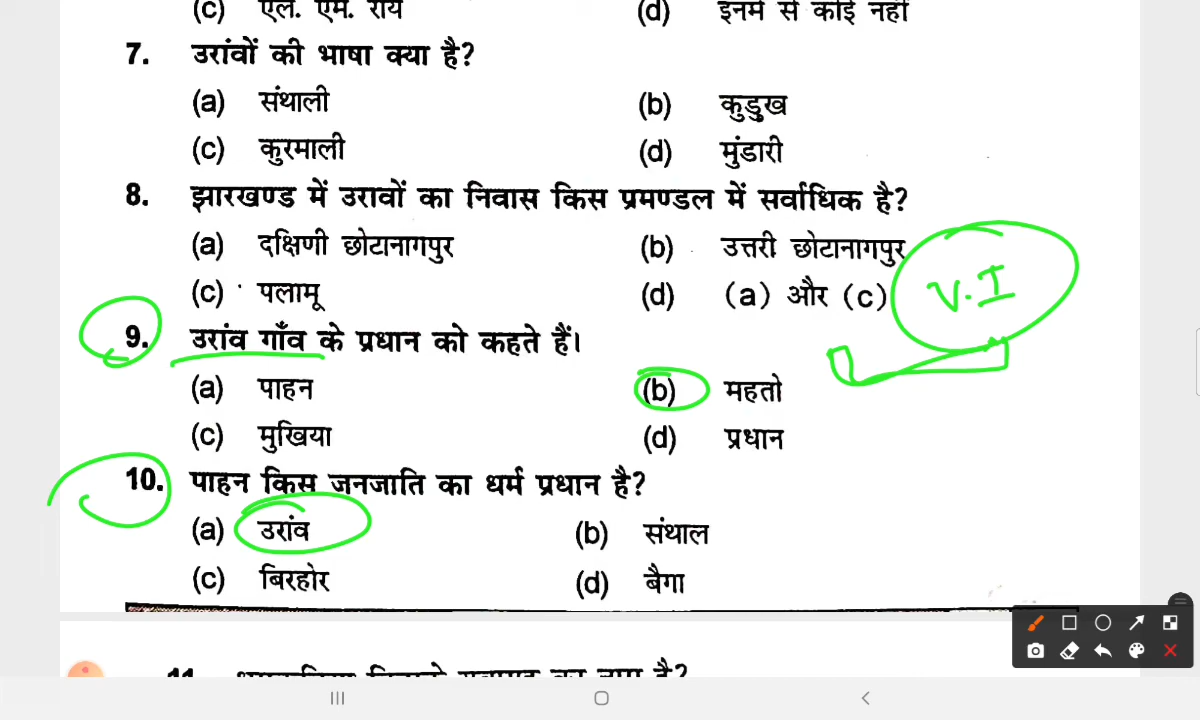 (c) एल. एम. राय (d) इनमें से कोई नहीं
7. उरांवों की भाषा क्या है?
(a) संथाली (b) कुडुख
(c) कुरमाली (d) मुंडारी
8. झारखण्ड में उरावों का निवास किस प्रमण्डल में सर्वाधिक है?
(a) दक्षिणी छोटानागपुर (b) उत्तरी छोटानागपुर
(c) पलामू (d) (a) और (c)
V.I
9. उरांव गाँव के प्रधान को कहते हैं।
(a) पाहन (b) महतो
(c) मुखिया (d) प्रधान
10. पाहन किस जनजाति का धर्म प्रधान है?
(a) उरांव (b) संथाल
(c) बिरहोर (d) बैगा
11. का नाम है?